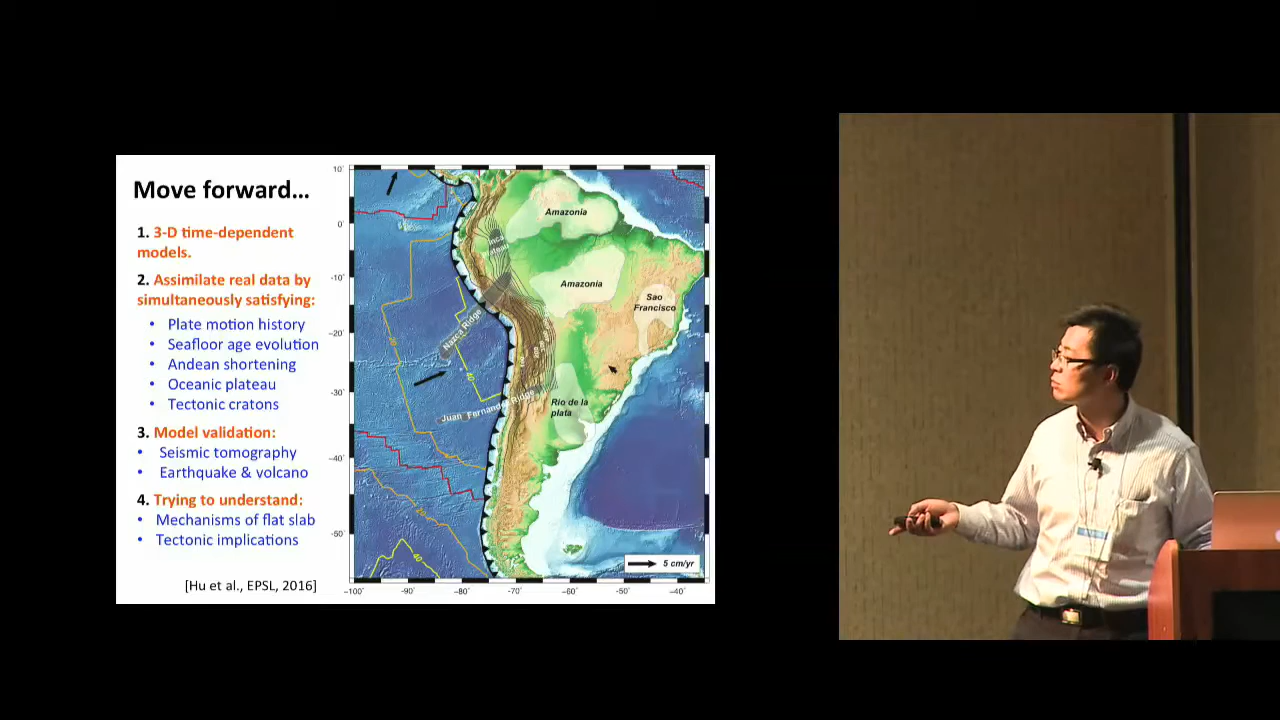 Move forward...
1. 3-D time-dependent
models.
2. Assimilate real data by
simultaneously satisfying:
• Plate motion history
• Seafloor age evolution
• Andean shortening
• Oceanic plateau
• Tectonic cratons
3. Model validation:
• Seismic tomography
• Earthquake & volcano
4. Trying to understand:
• Mechanisms of flat slab
• Tectonic implications
[Hu et al., EPSL, 2016]
10˚
0˚
-10˚
-20˚
-30˚
-40˚
-50˚
-100˚
-90˚
-80˚
-70˚
-60˚
-50˚
-40˚
Amazonia
Amazonia
Sao
Francisco
Nazca Ridge
Juan Fernandez Ridge
Rio de la
plata
5 cm/yr